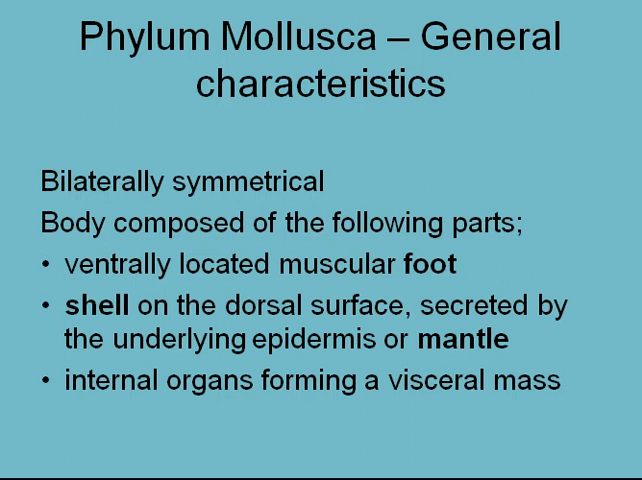 Phylum Mollusca – General
characteristics
Bilaterally symmetrical
Body composed of the following parts;
• ventrally located muscular foot
• shell on the dorsal surface, secreted by
the underlying epidermis or mantle
• internal organs forming a visceral mass